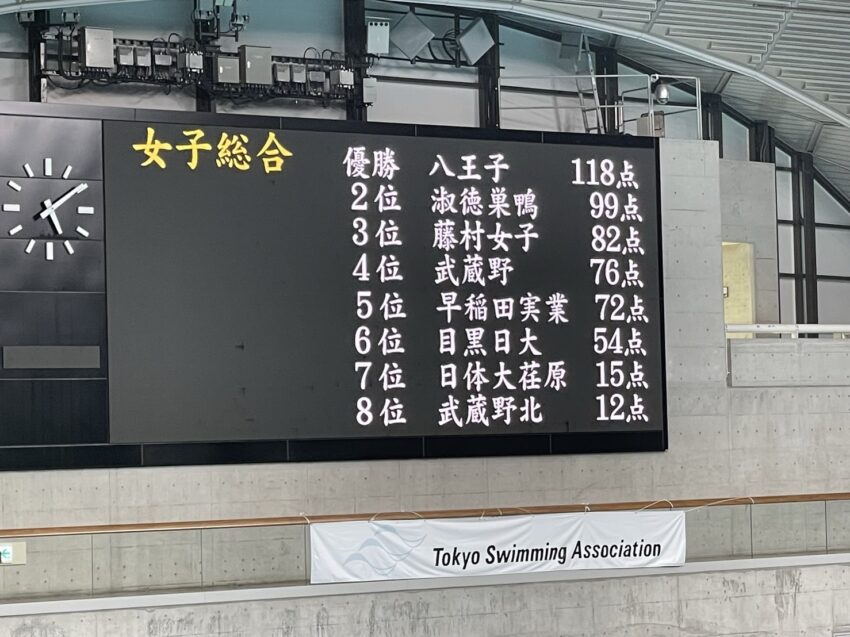 女子総合
優勝 八王子 118点
2位 淑徳巣鴨 99点
3位 藤村女子 82点
4位 武蔵野 76点
5位 早稲田実業 72点
6位 目黒日大 54点
7位 日体大荏原 15点
8位 武蔵野北 12点
Tokyo Swimming Association